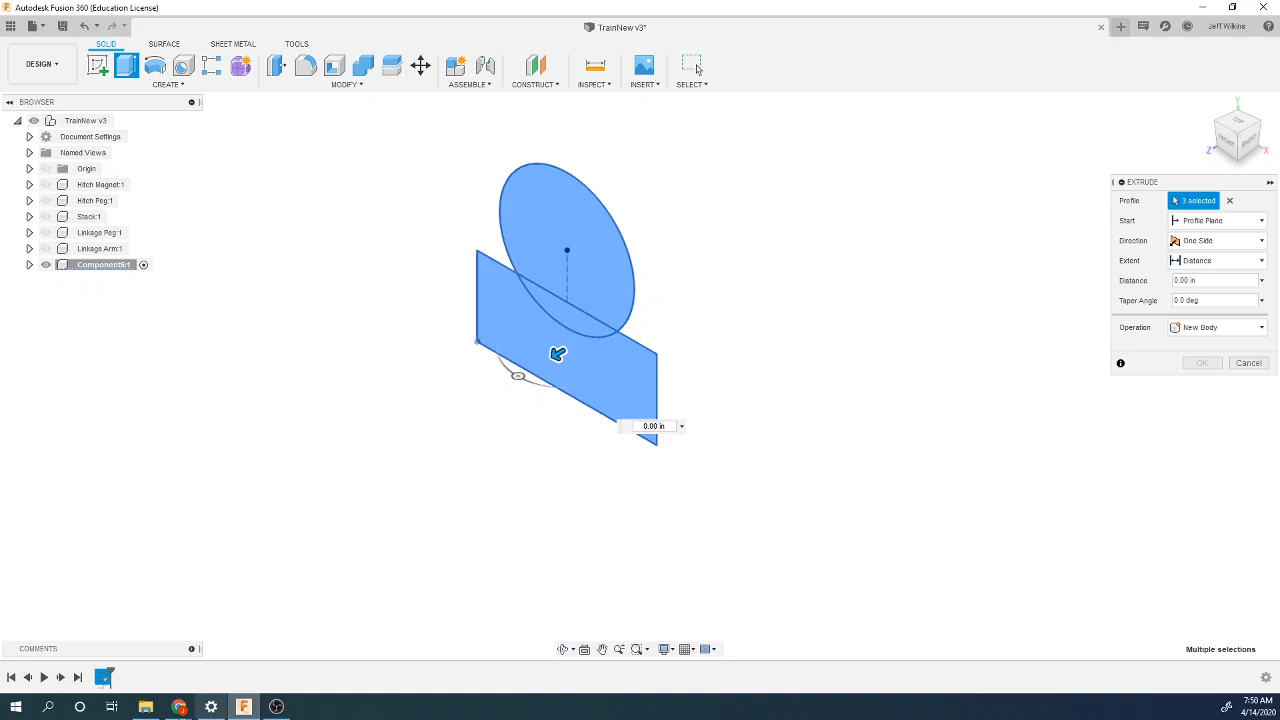 Autodesk Fusion 360 (Education License)
TrainNew v3*
Jeff Wilkins
DESIGN
SOLID
SURFACE
SHEET METAL
TOOLS
CREATE
MODIFY
ASSEMBLE
CONSTRUCT
INSPECT
INSERT
SELECT
BROWSER
TrainNew v3
Document Settings
Named Views
Origin
Hitch Magnet:1
Hitch Peg:1
Stack:1
Linkage Peg:1
Linkage Arm:1
Component6:1
Y
TOP
FRONT
RIGHT
Z
X
EXTRUDE
Profile
3 selected
Start
Profile Plane
Direction
One Side
Extent
Distance
Distance
0.00 in
Taper Angle
0.0 deg
Operation
New Body
OK
Cancel
0.00 in
COMMENTS
Multiple selections
7:50 AM
4/14/2020